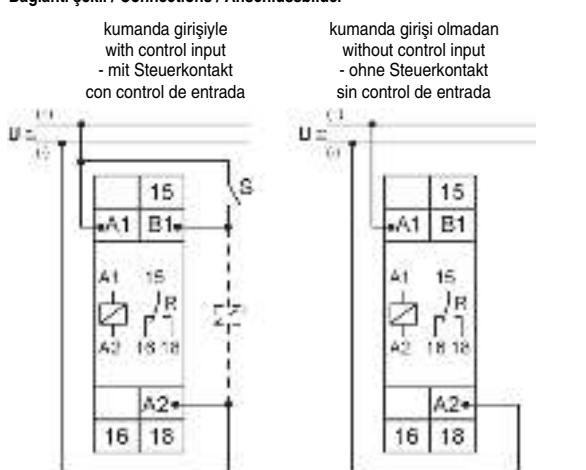 Bağlantı şekli / Connections / Anschlussbilder
kumanda girişiyle
with control input
- mit Steuerkontakt
con control de entrada
kumanda girişi olmadan
without control input
- ohne Steuerkontakt
sin control de entrada
U
S
15
A1 B1
A1 15
R
A2 16 18
A2
16 18
U
15
A1 B1
A1 15
R
A2 16 18
A2
16 18